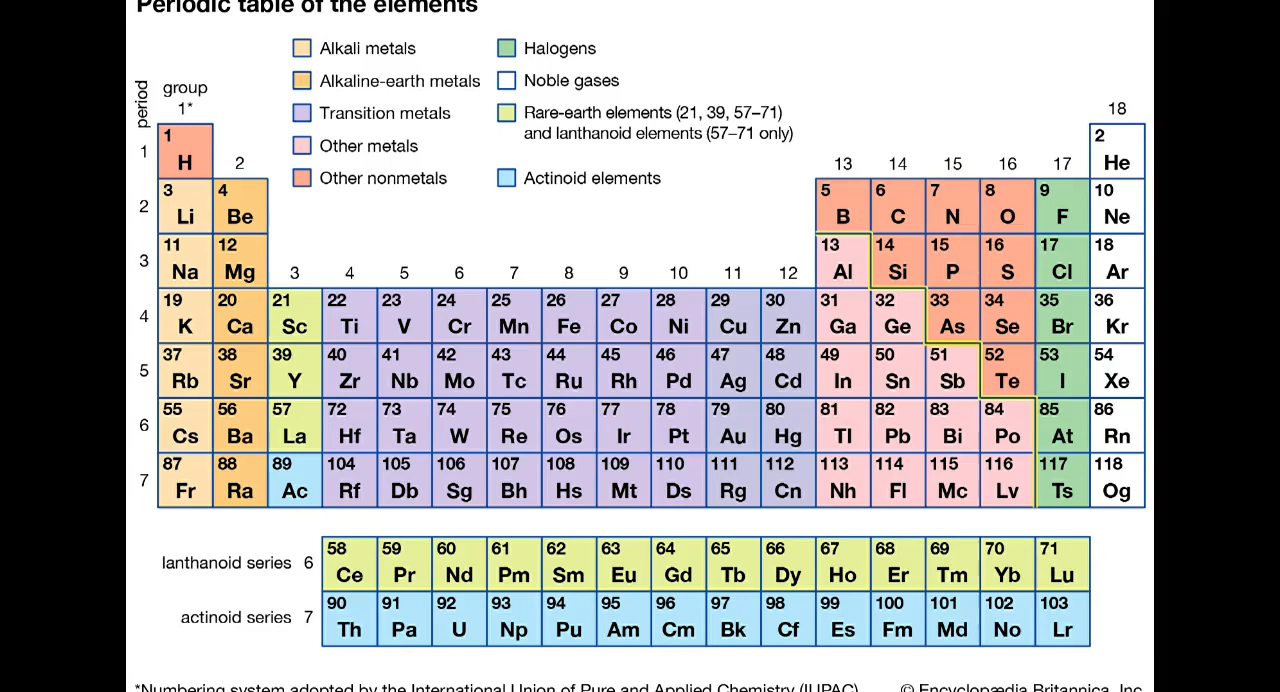 Periodic table of the elements
Alkali metals
Halogens
Alkaline-earth metals
Noble gases
Transition metals
Rare-earth elements (21, 39, 57–71)
and lanthanoid elements (57–71 only)
Other metals
Other nonmetals
Actinoid elements
period
group
1* 18
1 2
1 H He
2 13 14 15 16 17
3 4 5 6 7 8 9 10
2 Li Be B C N O F Ne
11 12 13 14 15 16 17 18
3 Na Mg Al Si P S Cl Ar
3 4 5 6 7 8 9 10 11 12
19 20 21 22 23 24 25 26 27 28 29 30 31 32 33 34 35 36
4 K Ca Sc Ti V Cr Mn Fe Co Ni Cu Zn Ga Ge As Se Br Kr
37 38 39 40 41 42 43 44 45 46 47 48 49 50 51 52 53 54
5 Rb Sr Y Zr Nb Mo Tc Ru Rh Pd Ag Cd In Sn Sb Te I Xe
55 56 57 72 73 74 75 76 77 78 79 80 81 82 83 84 85 86
6 Cs Ba La Hf Ta W Re Os Ir Pt Au Hg Tl Pb Bi Po At Rn
87 88 89 104 105 106 107 108 109 110 111 112 113 114 115 116 117 118
7 Fr Ra Ac Rf Db Sg Bh Hs Mt Ds Rg Cn Nh Fl Mc Lv Ts Og
58 59 60 61 62 63 64 65 66 67 68 69 70 71
lanthanoid series 6 Ce Pr Nd Pm Sm Eu Gd Tb Dy Ho Er Tm Yb Lu
90 91 92 93 94 95 96 97 98 99 100 101 102 103
actinoid series 7 Th Pa U Np Pu Am Cm Bk Cf Es Fm Md No Lr
*Numbering system adopted by the International Union of Pure and Applied Chemistry (IUPAC). © Encyclopædia Britannica, Inc.